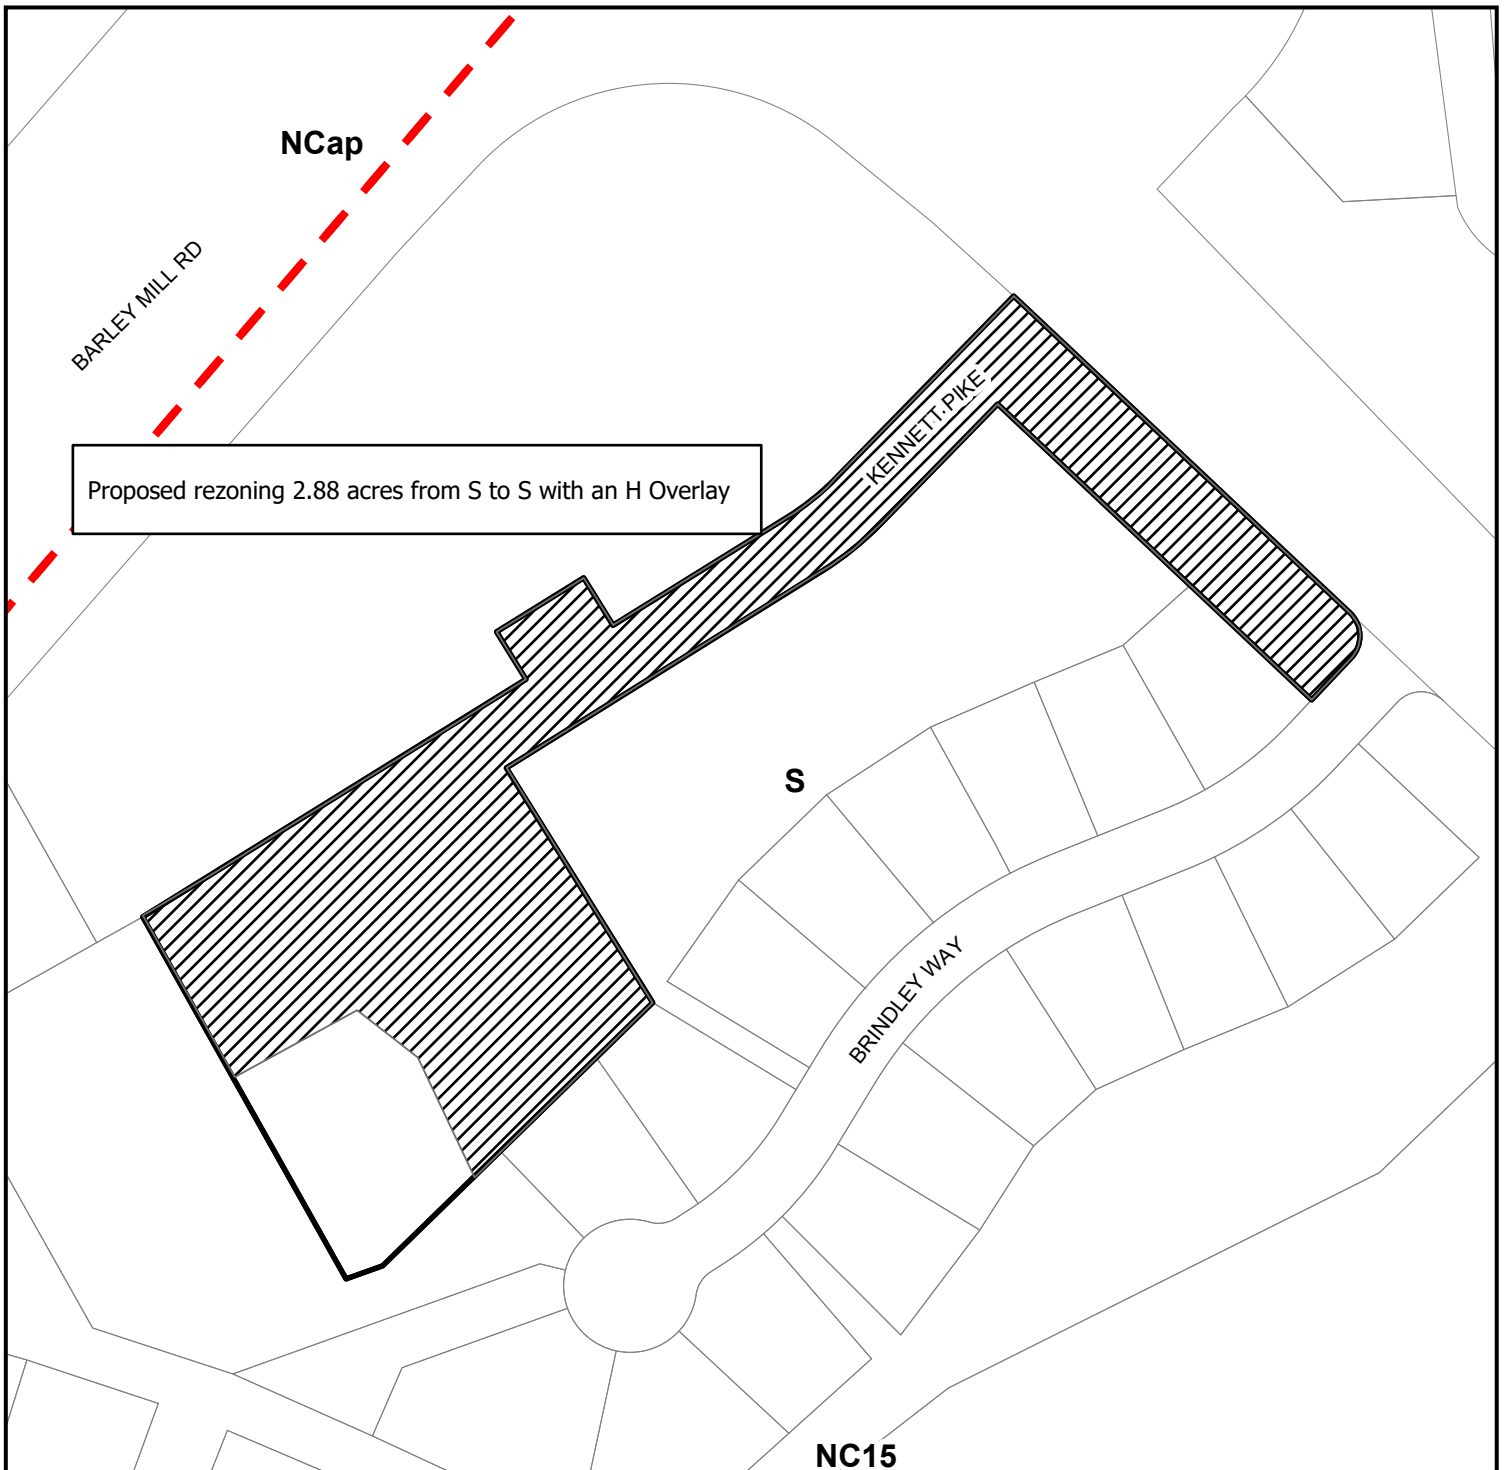 NCap
BARLEY MILL RD
KENNETT PIKE
Proposed rezoning 2.88 acres from S to S with an H Overlay
S
BRINDLEY WAY
NC15